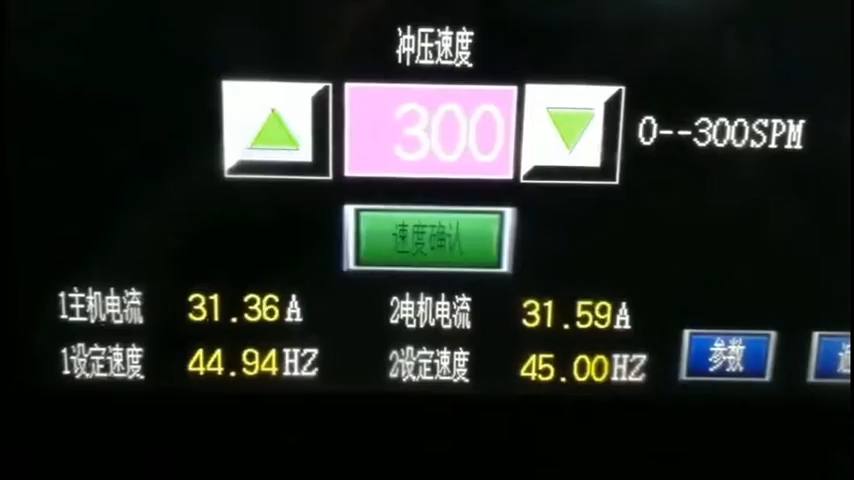 冲压速度
300
0--300SPM
速度确认
1主机电流 31.36A 2电机电流 31.59A
1设定速度 44.94HZ 2设定速度 45.00HZ
参数